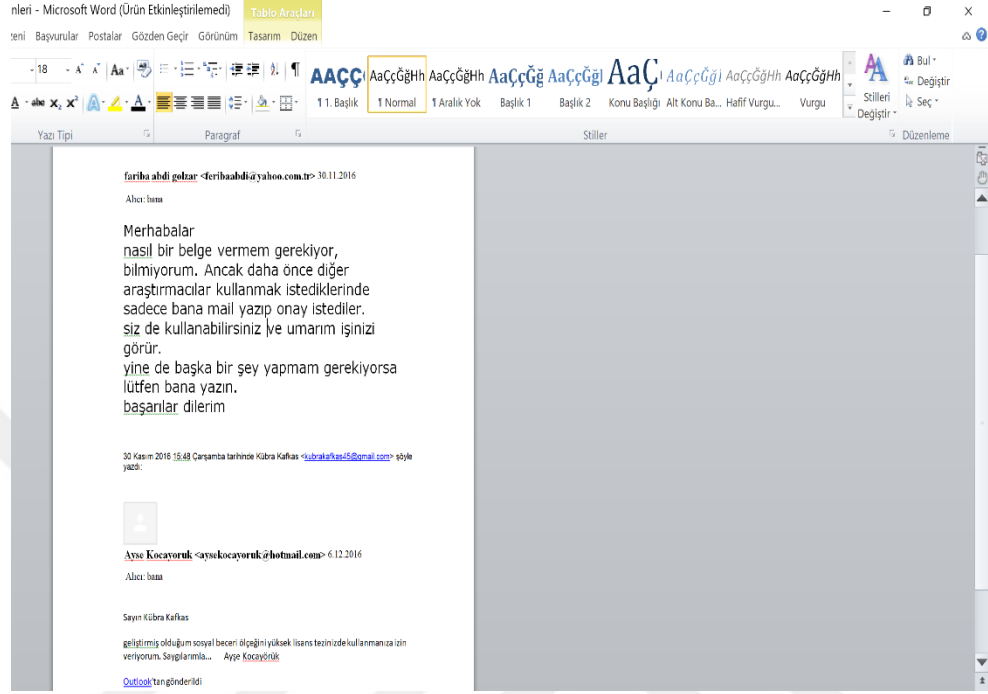 nleri - Microsoft Word (Ürün Etkinleştirilemedi) Tablo Araçları
zeni Başvurular Postalar Gözden Geçir Görünüm Tasarım Düzen
18 A A Aa
AAÇÇ AaÇçĞğHh AaÇçĞğHh AaÇçĞğ AaÇçĞğ AaÇ AaÇçĞğİ AaÇçĞğHh AaÇçĞğHh
Bul
Değiştir
Seç
A abe X₂ X² A A
¶ 1. Başlık ¶ Normal ¶ Aralık Yok Başlık 1 Başlık 2 Konu Başlığı Alt Konu Ba... Hafif Vurgu... Vurgu
Stilleri
Değiştir
Yazı Tipi Paragraf Stiller Düzenleme
fariba abdi golzar <feribaabdi@yahoo.com.tr> 30.11.2016
Alıcı: bana
Merhabalar
nasıl bir belge vermem gerekiyor,
bilmiyorum. Ancak daha önce diğer
araştırmacılar kullanmak istediklerinde
sadece bana mail yazıp onay istediler.
siz de kullanabilirsiniz ve umarım işinizi
görür.
yine de başka bir şey yapmam gerekiyorsa
lütfen bana yazın.
başarılar dilerim
30 Kasım 2016 15:48 Çarşamba tarihinde Kübra Kafkas <kubrakafkas45@gmail.com> şöyle
yazdı:
Ayse Kocayoruk <aysekocayoruk@hotmail.com> 6.12.2016
Alıcı: bana
Sayın Kübra Kafkas
geliştirmiş olduğum sosyal beceri ölçeğini yüksek lisans tezinizde kullanmanıza izin
veriyorum. Saygılarımla... Ayşe Kocayörük
Outlook'tan gönderildi